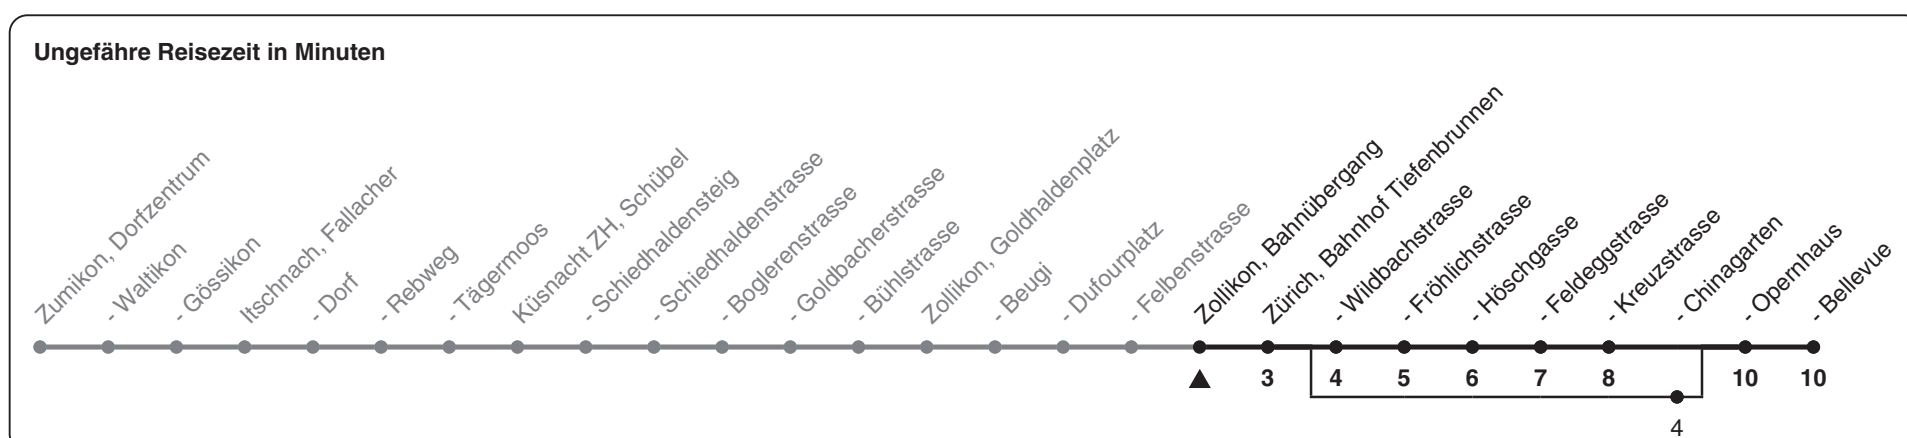 Ungefähre Reisezeit in Minuten
Zumikon, Dorfzentrum
- Waltikon
- Gössikon
Itschnach, Fallacher
- Dorf
- Rebweg
- Tägermoos
Küsnacht ZH, Schübel
- Schiedhaldensteig
- Schiedhaldenstrasse
- Boglerenstrasse
- Goldbacherstrasse
- Bühlstrasse
Zollikon, Goldhaldenplatz
- Beugi
- Dufourplatz
- Felbenstrasse
Zollikon, Bahnübergang
Zürich, Bahnhof Tiefenbrunnen
- Wildbachstrasse
- Fröhlichstrasse
- Höschgasse
- Feldeggstrasse
- Kreuzstrasse
- Chinagarten
- Opernhaus
- Bellevue
3 4 5 6 7 8 10 10
4